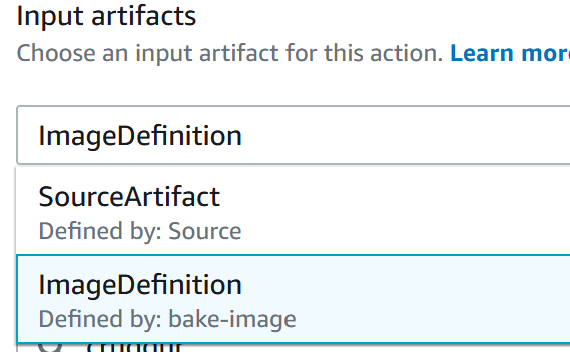 Input artifacts
Choose an input artifact for this action. Learn more
ImageDefinition
SourceArtifact
Defined by: Source
ImageDefinition
Defined by: bake-image